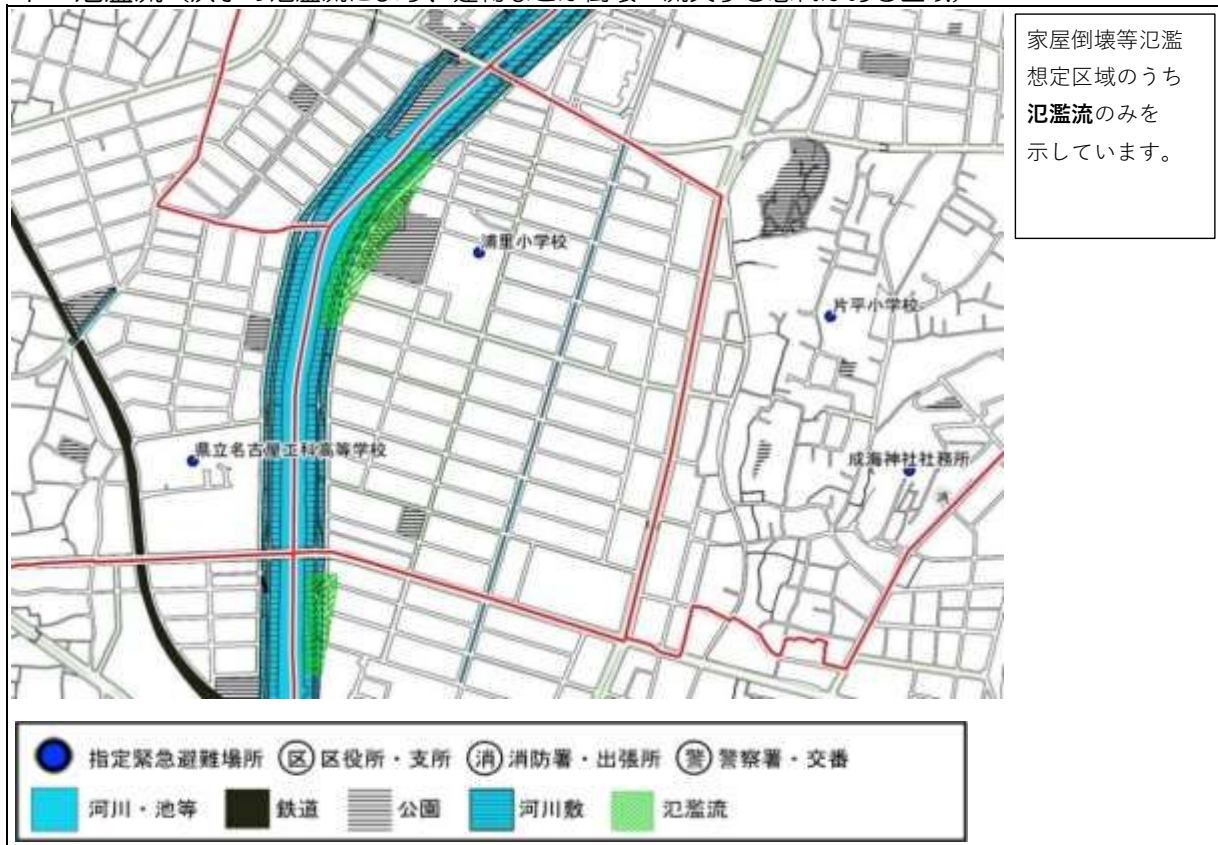 家屋倒壊等氾濫
想定区域のうち
氾濫流のみを
示しています。
浦里小学校
片平小学校
県立名古屋工科高等学校
成海神社社務所
指定緊急避難場所
区 区役所・支所
消 消防署・出張所
警 警察署・交番
河川・池等
鉄道
公園
河川敷
氾濫流